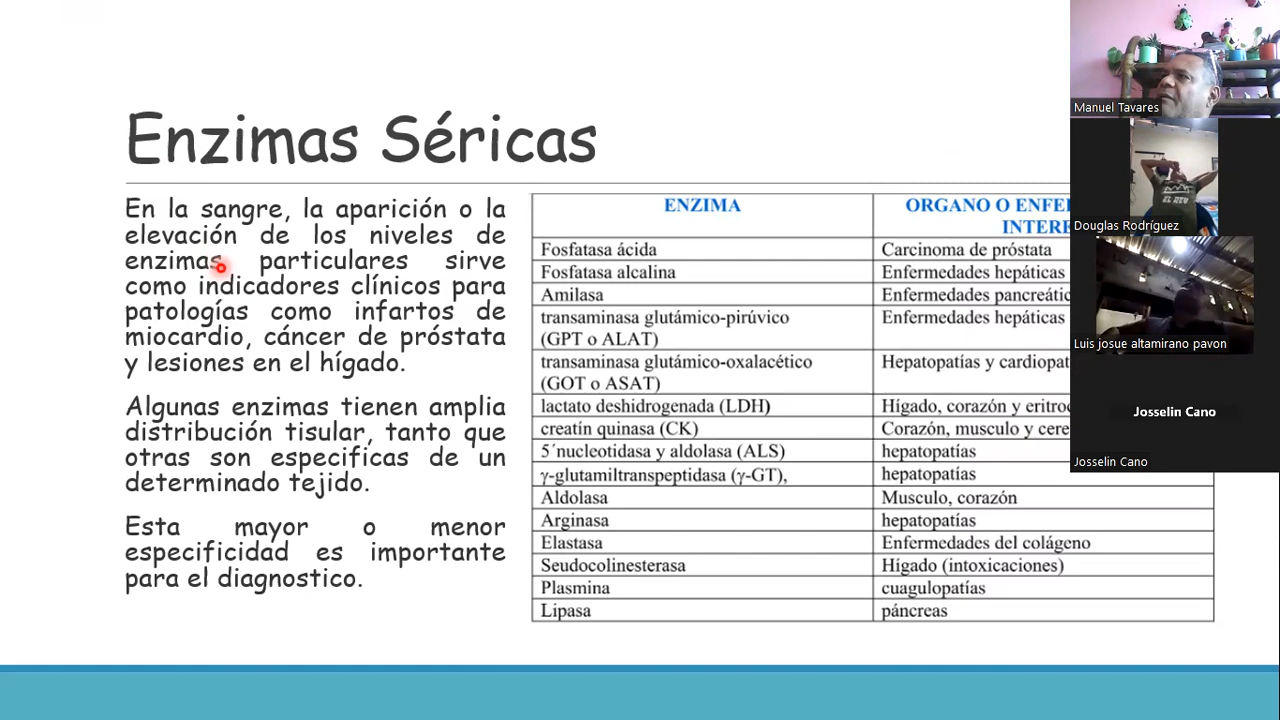 Enzimas Séricas
En la sangre, la aparición o la
elevación de los niveles de
enzimas particulares sirve
como indicadores clínicos para
patologías como infartos de
miocardio, cáncer de próstata
y lesiones en el hígado.
Algunas enzimas tienen amplia
distribución tisular, tanto que
otras son especificas de un
determinado tejido.
Esta mayor o menor
especificidad es importante
para el diagnostico.
ENZIMA
ORGANO O
Fosfatasa ácida
Carcinoma de próstata
Fosfatasa alcalina
Enfermedades hepáticas
Amilasa
Enfermedades
transaminasa glutámico-pirúvico
(GPT o ALAT)
Enfermedades hepáticas
transaminasa glutámico-oxalacético
(GOT o ASAT)
Hepatopatías y
lactato deshidrogenada (LDH)
Hígado, corazón y
creatín quinasa (CK)
Corazón, musculo y
5´nucleotidasa y aldolasa (ALS)
hepatopatías
γ-glutamiltranspeptidasa (γ-GT),
hepatopatías
Aldolasa
Musculo, corazón
Arginasa
hepatopatías
Elastasa
Enfermedades del colágeno
Seudocolinesterasa
Hígado (intoxicaciones)
Plasmina
cuagulopatías
Lipasa
páncreas
Manuel Tavares
EL REY
Douglas Rodríguez
Luis josue altamirano pavon
Josselin Cano
Josselin Cano